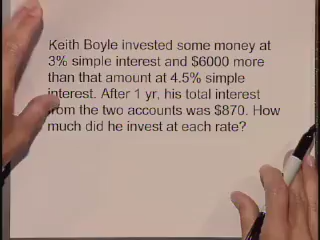 Keith Boyle invested some money at
3% simple interest and $6000 more
than that amount at 4.5% simple
interest. After 1 yr, his total interest
from the two accounts was $870. How
much did he invest at each rate?